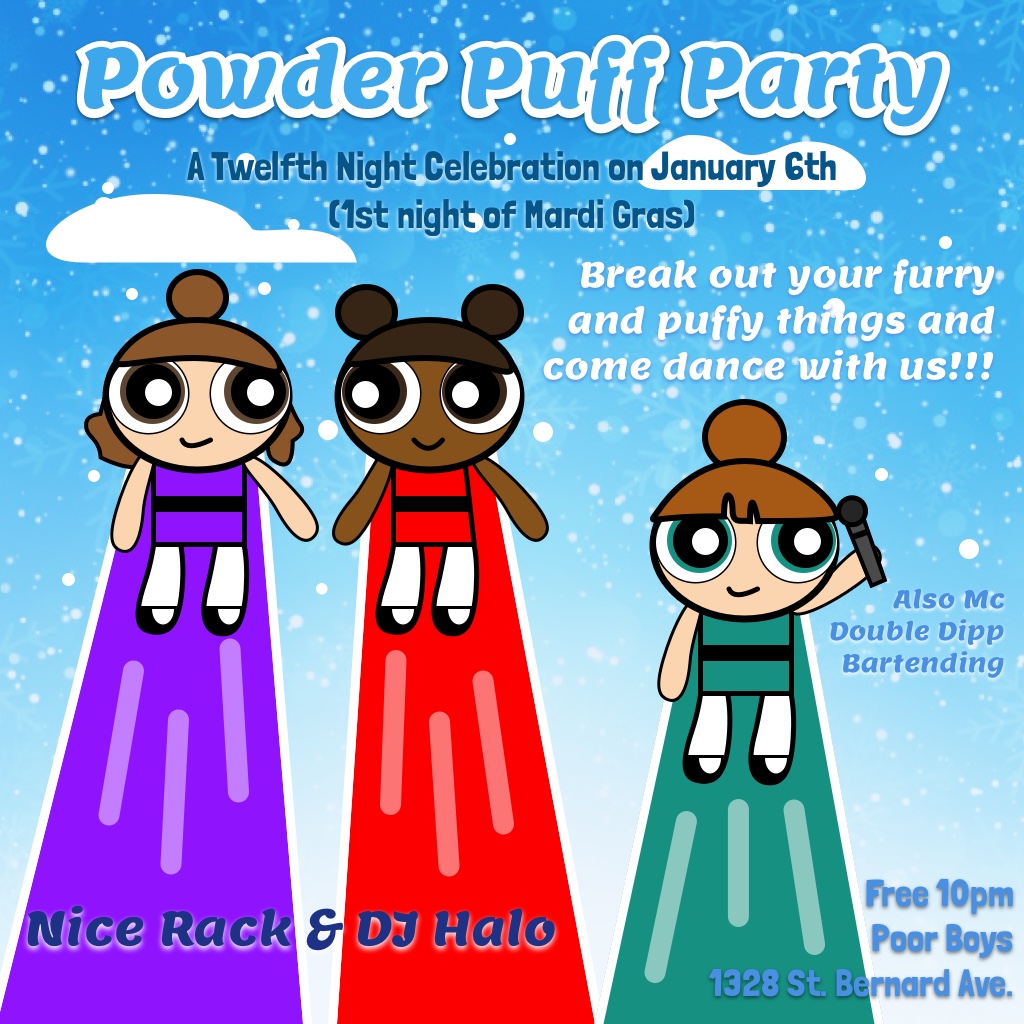 Powder Puff Party
A Twelfth Night Celebration on January 6th
(1st night of Mardi Gras)
Break out your furry
and puffy things and
come dance with us!!!
Also Mc
Double Dipp
Bartending
Nice Rack & DJ Halo
Free 10pm
Poor Boys
1328 St. Bernard Ave.